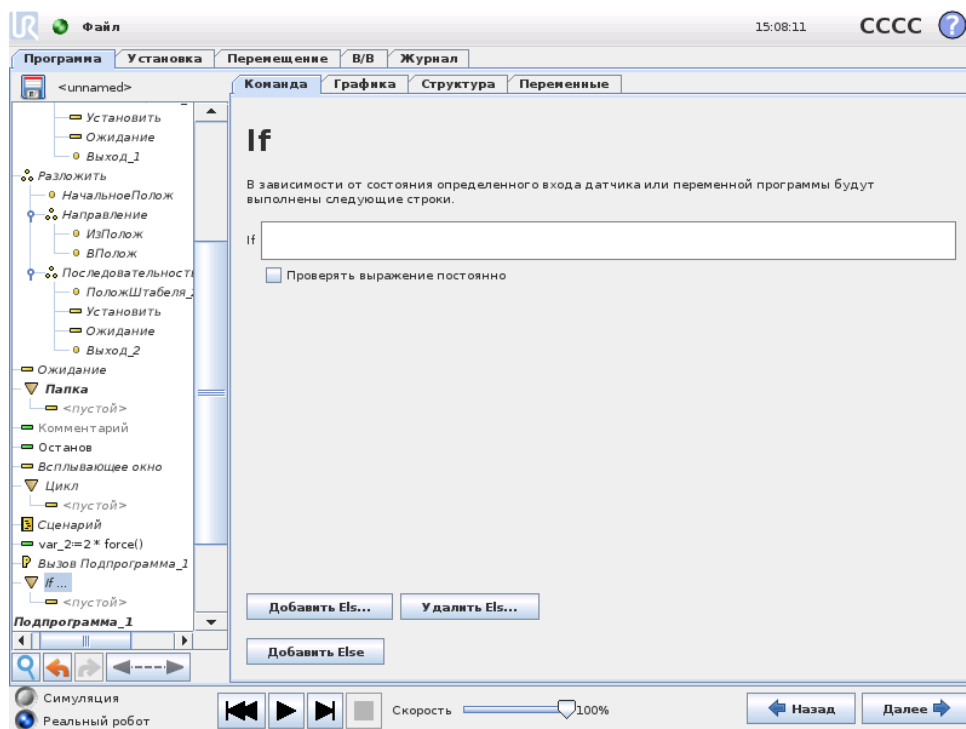 UR Файл 15:08:11 CCCC ?
Программа Установка Перемещение В/В Журнал
<unnamed>
Команда Графика Структура Переменные
Установить
Ожидание
Выход_1
Разложить
НачальноеПолож
Направление
ИзПолож
ВПолож
Последовательность
ПоложШтабеля_2
Установить
Ожидание
Выход_2
Ожидание
Папка
<пустой>
Комментарий
Останов
Всплывающее окно
Цикл
<пустой>
Сценарий
var_2:=2 * force()
P Вызов Подпрограмма_1
If ...
<пустой>
Подпрограмма_1
If
В зависимости от состояния определенного входа датчика или переменной программы будут
выполнены следующие строки.
If
Проверять выражение постоянно
Добавить Els... Удалить Els...
Добавить Else
Симуляция
Реальный робот
Скорость 100%
Назад Далее